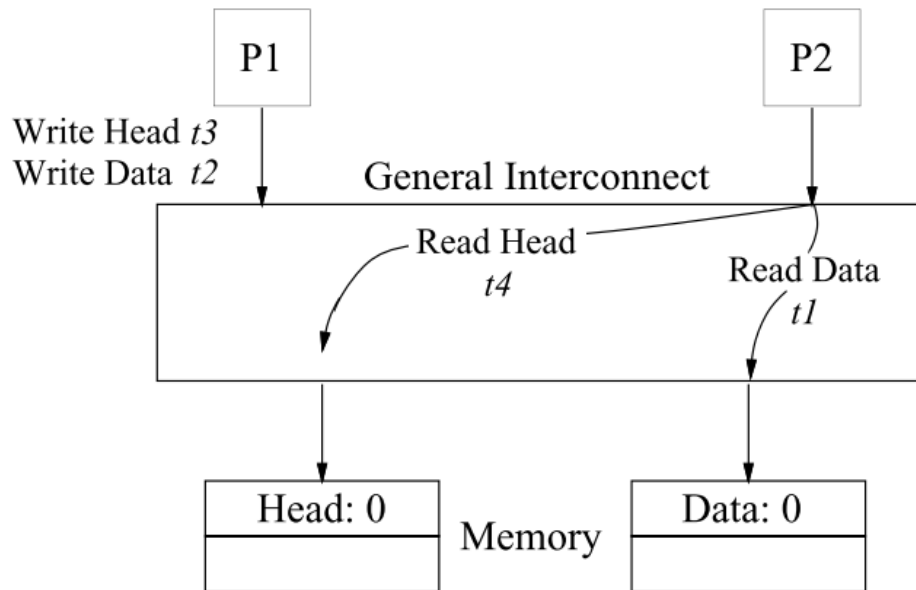 P1
P2
Write Head t3
Write Data t2
General Interconnect
Read Head
t4
Read Data
t1
Head: 0
Memory
Data: 0